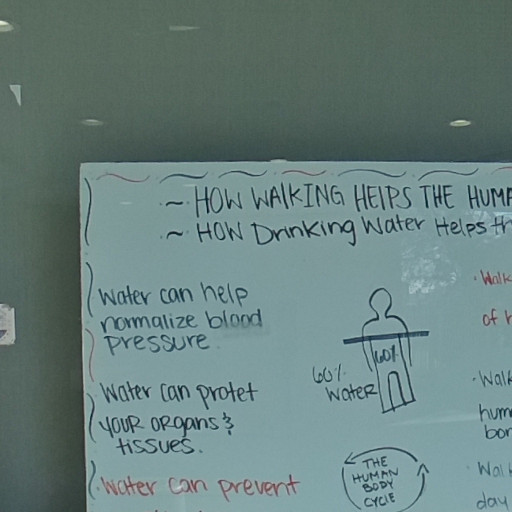 ~ HOW WALKING HELPS THE HUMA
~ HOW Drinking Water Helps th
Water can help
normalize blood
pressure.
Water can protet
YOUR ORGANS &
tissues.
Water can prevent
60%
60%
Water
THE
HUMAN
BODY
CYCLE
· Walk
of h
· Walk
hum
bon
· Walk
day